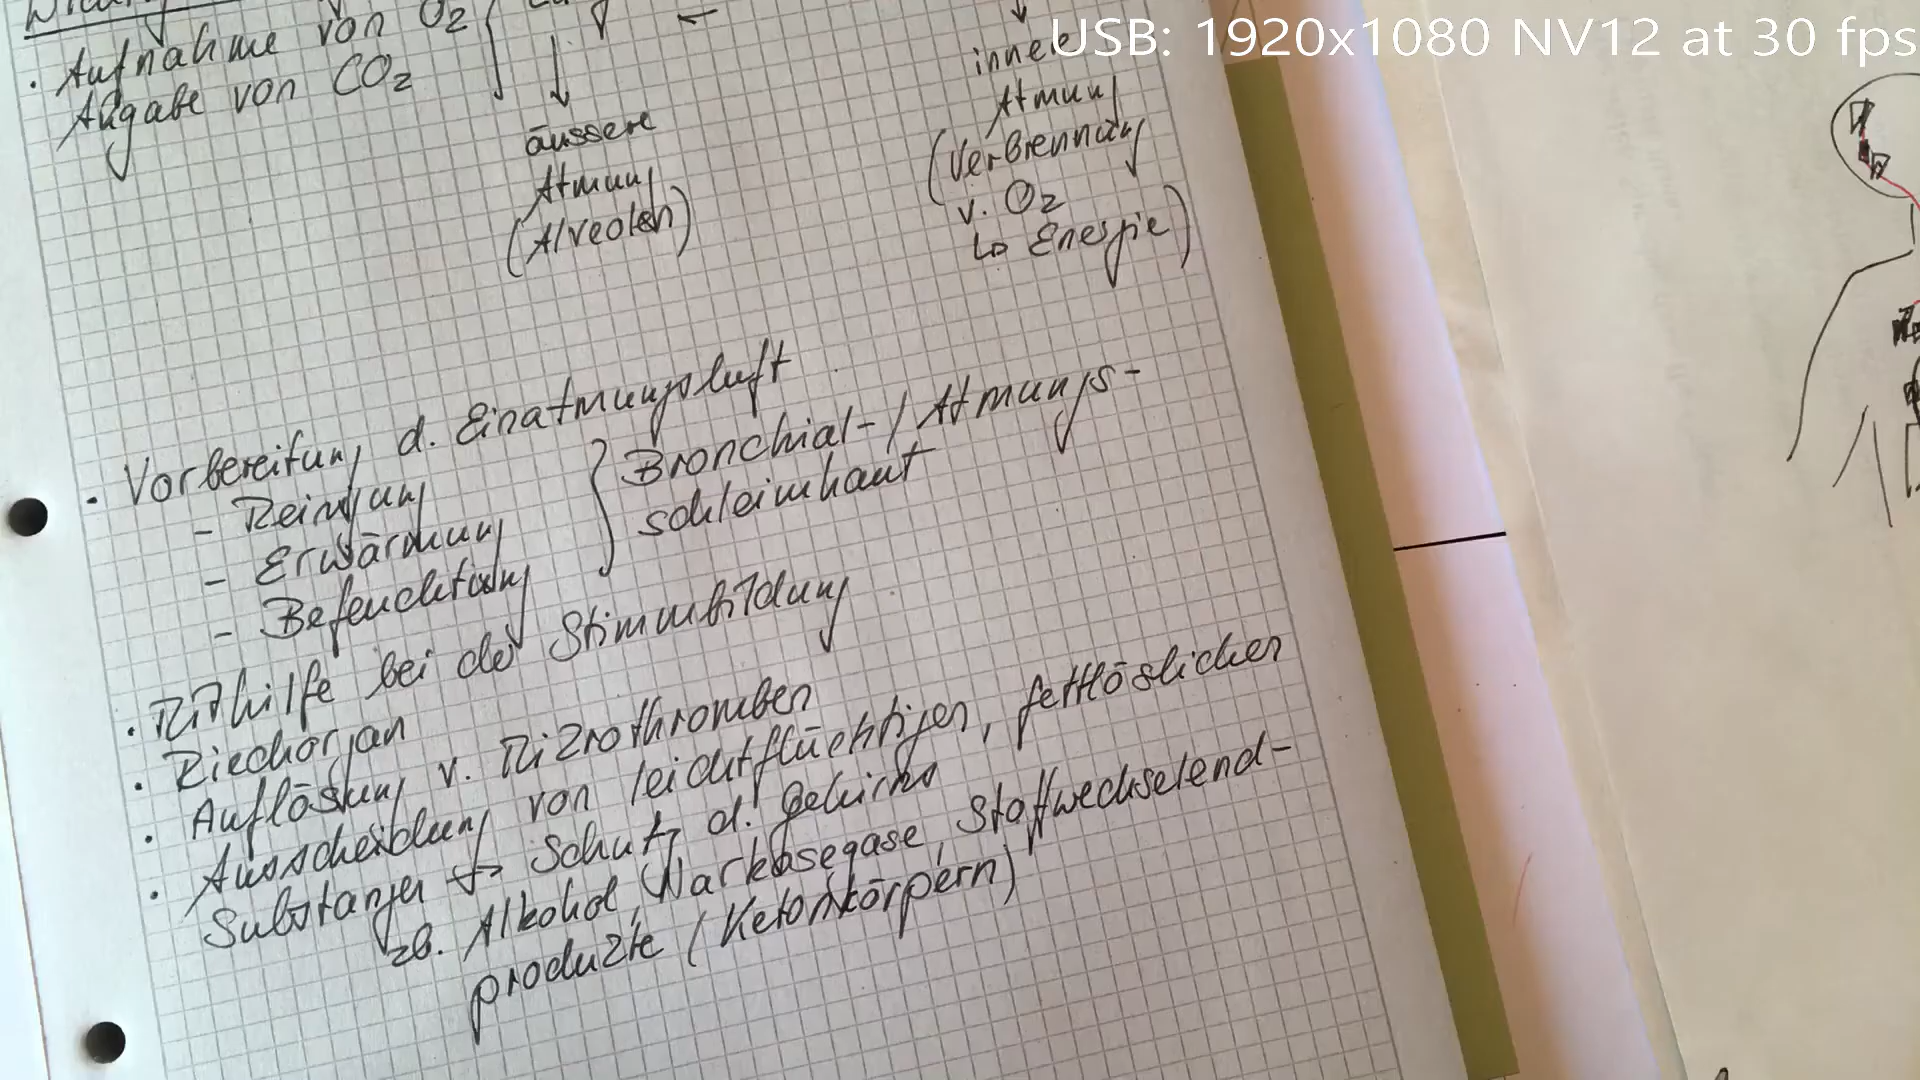 USB: 1920x1080 NV12 at 30 fps
· Aufnahme von O2
Abgabe von CO2
äussere
Atmung
(Alveolen)
innere
Atmung
(Verbrennung
v. O2
↳ Energie)
· Vorbereitung d. Einatmungsluft
- Reinigung
- Erwärmung
- Befeuchtung
} Bronchial-/Atmungs-
schleimhaut
· Mithilfe bei der Stimmbildung
· Riechorgan
· Auflösung v. Mikrothromben
· Ausscheidung von leichtflüchtigen, fettlöslichen
Substanzen → Schutz d. Gehirns
zB. Alkohol, Narkosegase, Stoffwechselend-
produkte (Ketonkörpern)